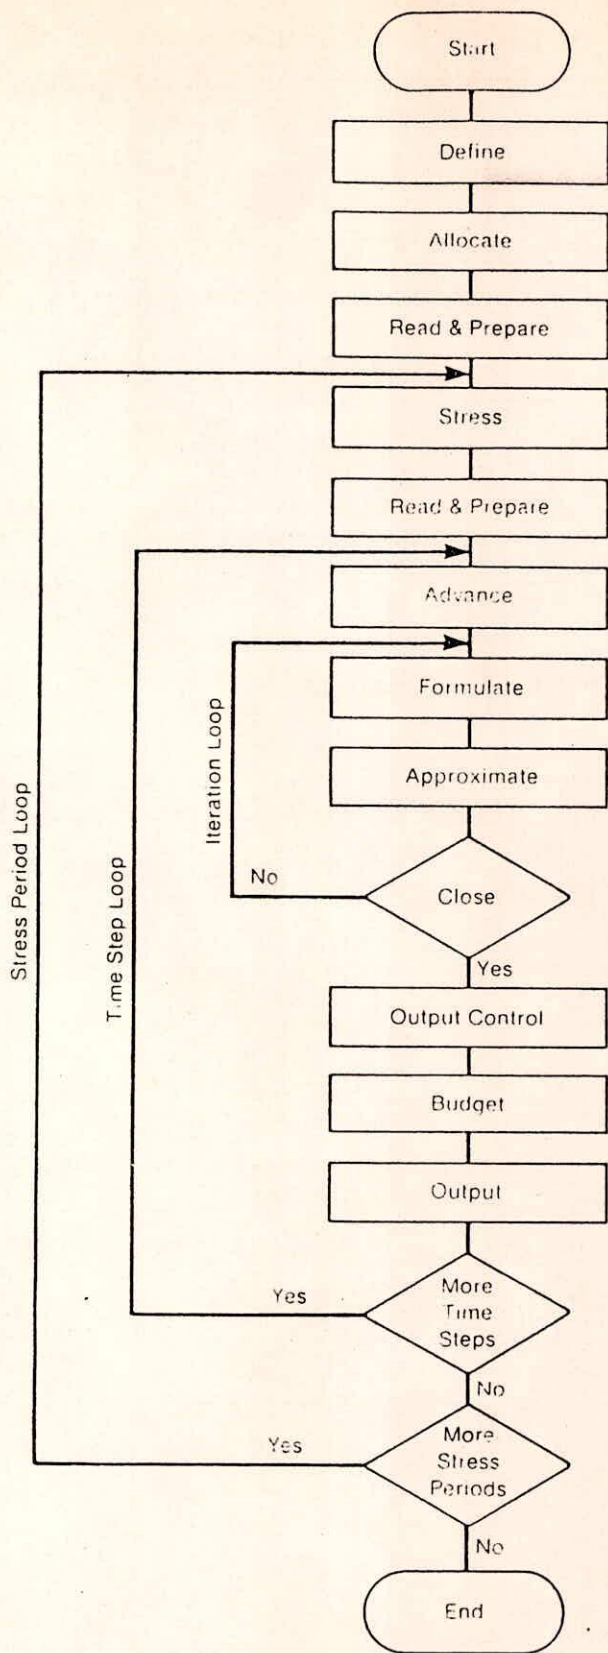 Start
Define
Allocate
Read & Prepare
Stress
Read & Prepare
Advance
Formulate
Approximate
Iteration Loop
Time Step Loop
Stress Period Loop
No
Close
Yes
Output Control
Budget
Output
Yes
More
Time
Steps
No
Yes
More
Stress
Periods
No
End